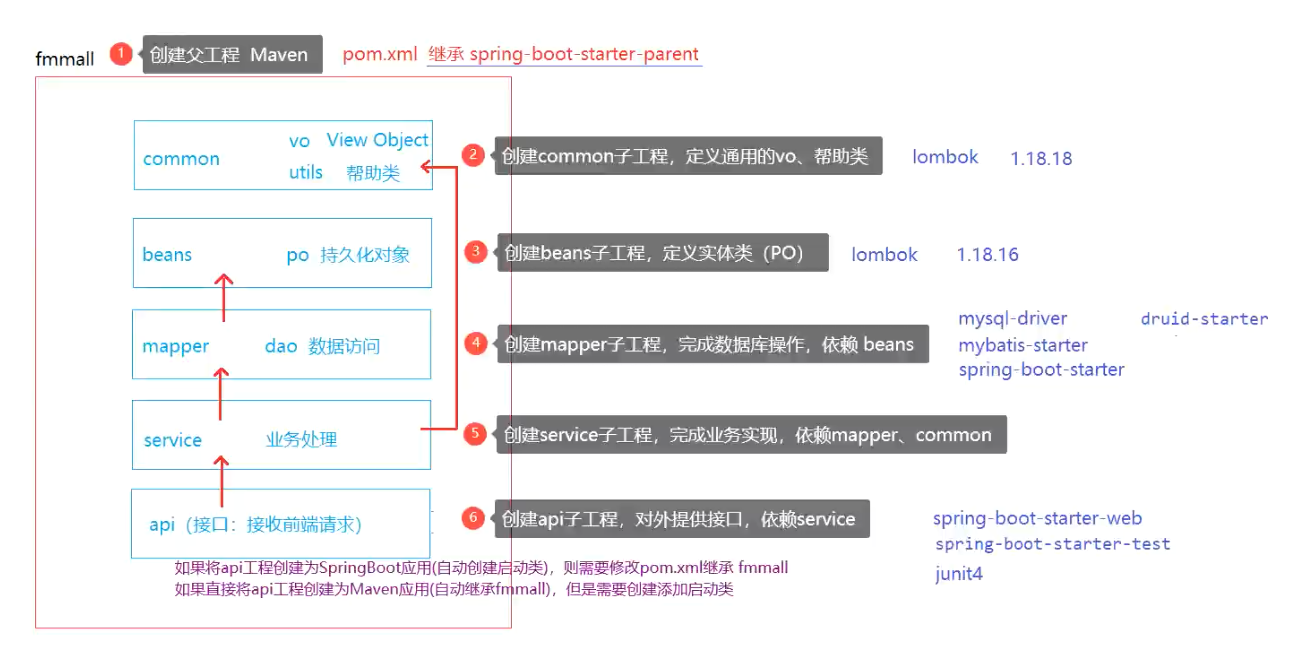 fmmall 1 创建父工程 Maven pom.xml 继承 spring-boot-starter-parent
common vo View Object
utils 帮助类
2 创建common子工程，定义通用的vo、帮助类 lombok 1.18.18
beans po 持久化对象
3 创建beans子工程，定义实体类（PO） lombok 1.18.16
mapper dao 数据访问
4 创建mapper子工程，完成数据库操作，依赖 beans
mysql-driver druid-starter
mybatis-starter
spring-boot-starter
service 业务处理
5 创建service子工程，完成业务实现，依赖mapper、common
api（接口：接收前端请求）
6 创建api子工程，对外提供接口，依赖service
spring-boot-starter-web
spring-boot-starter-test
junit4
如果将api工程创建为SpringBoot应用(自动创建启动类)，则需要修改pom.xml继承 fmmall
如果直接将api工程创建为Maven应用(自动继承fmmall)，但是需要创建添加启动类